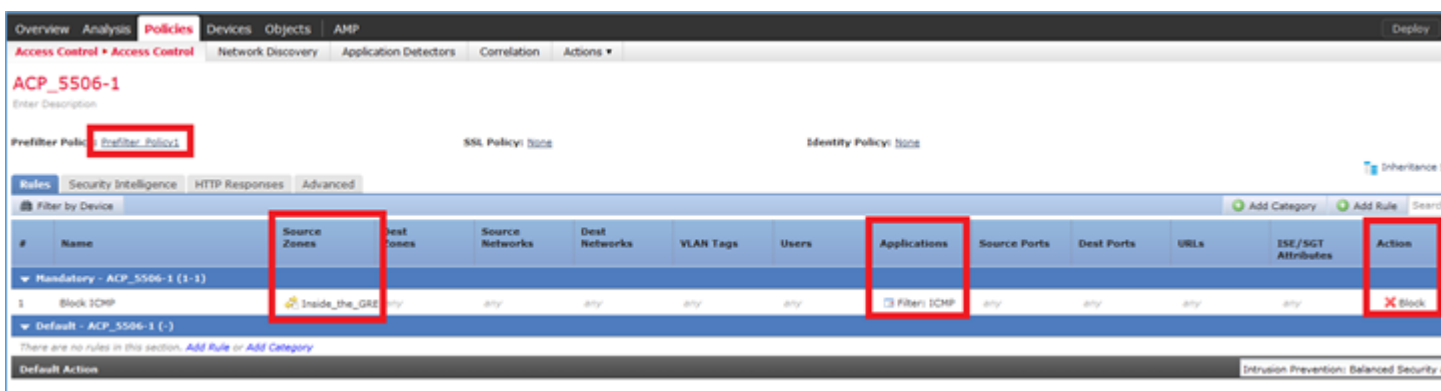 Overview Analysis Policies Devices Objects AMP Deploy
Access Control • Access Control Network Discovery Application Detectors Correlation Actions ▾
ACP_5506-1
Enter Description
Prefilter Polic : Prefilter_Policy1 SSL Policy: None Identity Policy: None
Inheritance
Rules Security Intelligence HTTP Responses Advanced
Filter by Device Add Category Add Rule Searc
# Name Source Zones Dest Zones Source Networks Dest Networks VLAN Tags Users Applications Source Ports Dest Ports URLs ISE/SGT Attributes Action
Mandatory - ACP_5506-1 (1-1)
1 Block ICMP Inside_the_GRE any any any any any Filter: ICMP any any any any Block
Default - ACP_5506-1 (-)
There are no rules in this section. Add Rule or Add Category
Default Action Intrusion Prevention: Balanced Security